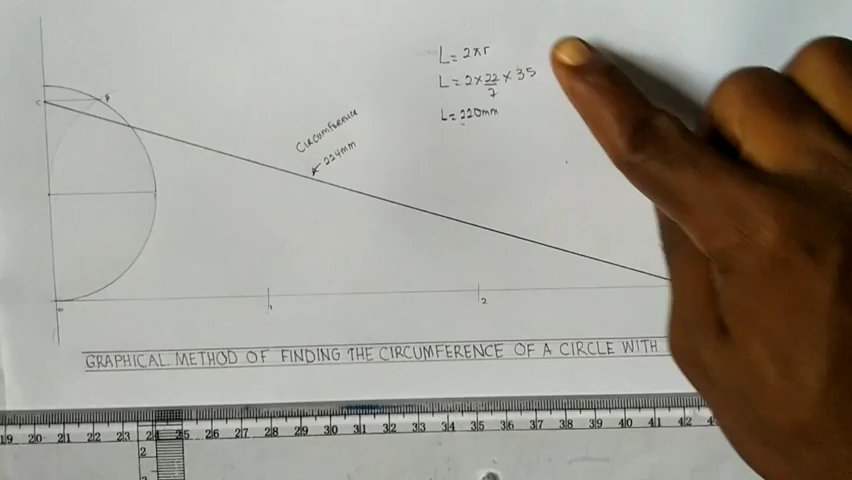 L = 2πr
L = 2 × 22/7 × 35
L = 220mm
CIRCUMFERENCE
224mm
C
1
2
GRAPHICAL METHOD OF FINDING THE CIRCUMFERENCE OF A CIRCLE WITH
19 20 21 22 23 24 25 26 27 28 29 30 31 32 33 34 35 36 37 38 39 40 41 42
2